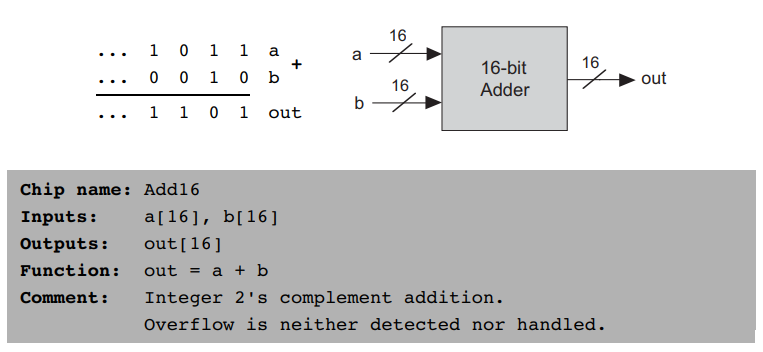 ... 1 0 1 1 a
+
... 0 0 1 0 b
... 1 1 0 1 out
a 16
b 16
16-bit
Adder
16 out
Chip name: Add16
Inputs: a[16], b[16]
Outputs: out[16]
Function: out = a + b
Comment: Integer 2's complement addition.
Overflow is neither detected nor handled.